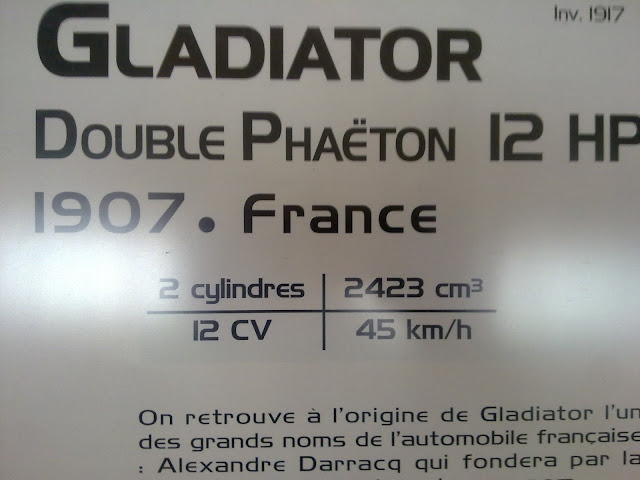 Inv. 1917
GLADIATOR
DOUBLE PHAËTON 12 HP
1907. France
2 cylindres 2423 cm³
12 CV 45 km/h
On retrouve à l'origine de Gladiator l'un
des grands noms de l'automobile française
: Alexandre Darracq qui fondera par la